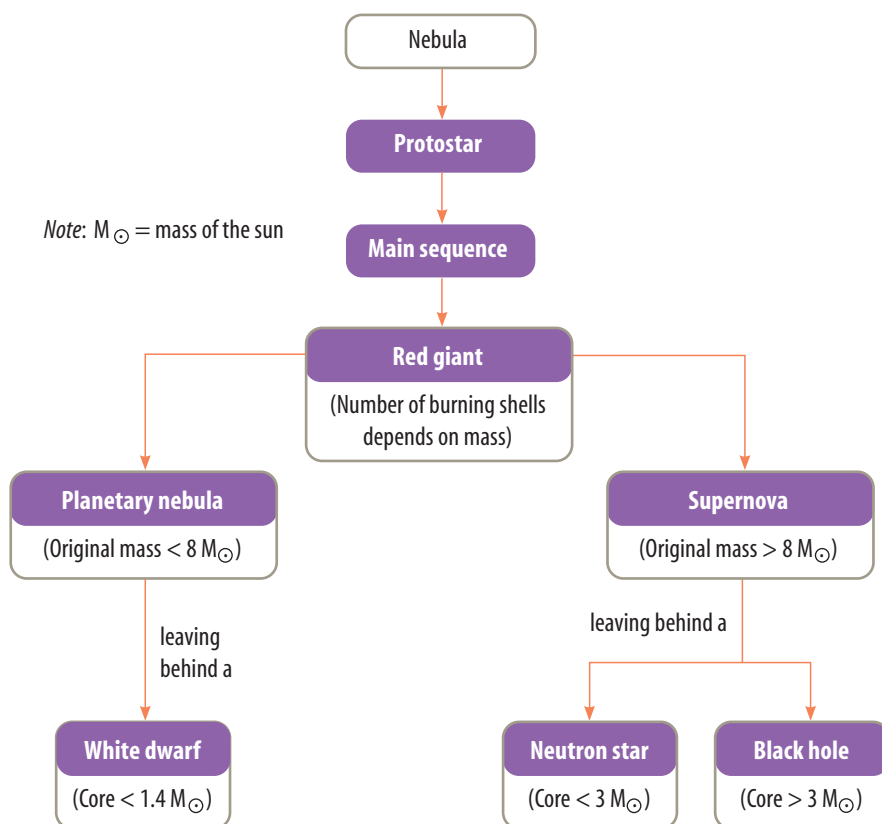 Nebula
Protostar
Note: M☉ = mass of the sun
Main sequence
Red giant
(Number of burning shells
depends on mass)
Planetary nebula
(Original mass < 8 M☉)
Supernova
(Original mass > 8 M☉)
leaving
behind a
leaving behind a
White dwarf
(Core < 1.4 M☉)
Neutron star
(Core < 3 M☉)
Black hole
(Core > 3 M☉)